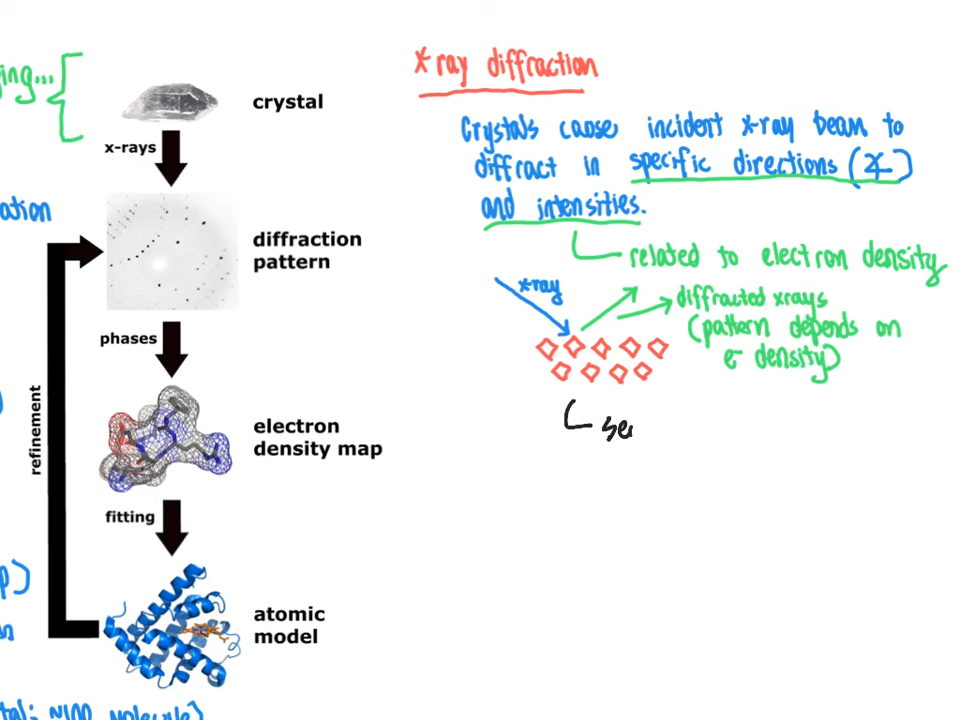 X-ray diffraction
crystal
x-rays
Crystals cause incident x-ray beam to
diffract in specific directions (∡)
and intensities.
diffraction
pattern
related to electron density
x-ray
diffracted xrays
(pattern depends on
e⁻ density)
phases
refinement
electron
density map
se
fitting
atomic
model